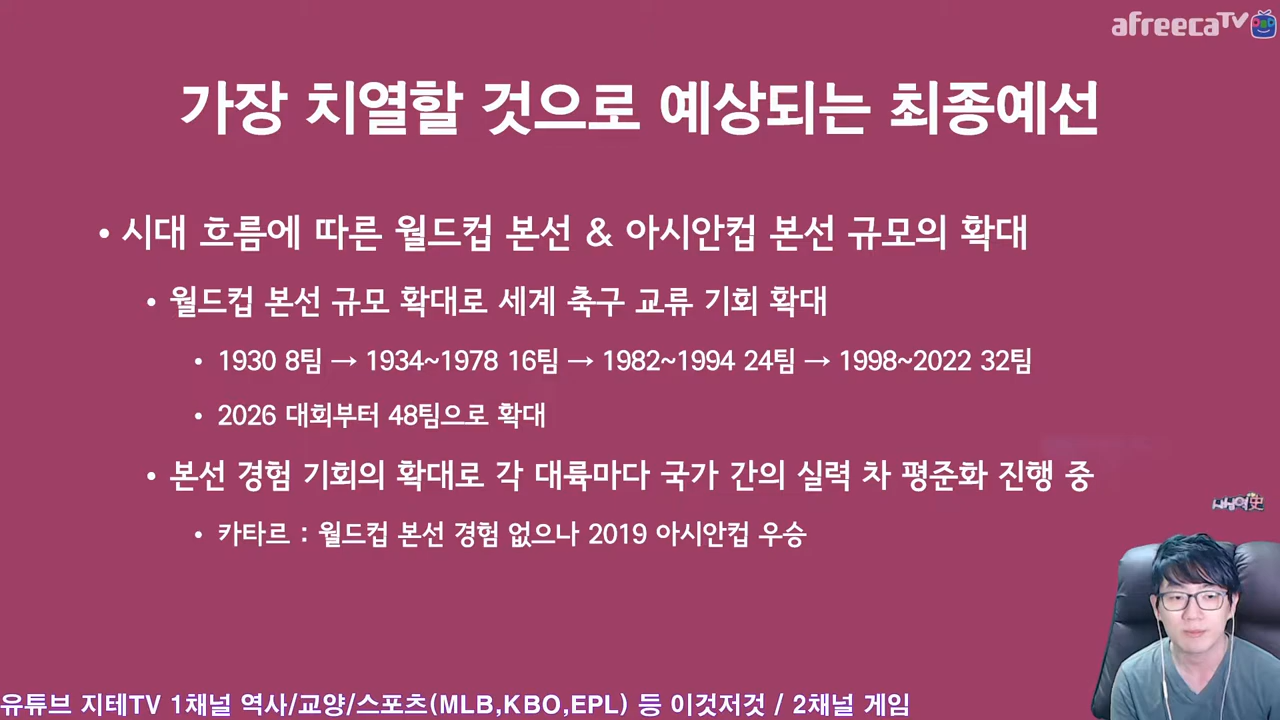 afreecaTV
가장 치열할 것으로 예상되는 최종예선
• 시대 흐름에 따른 월드컵 본선 & 아시안컵 본선 규모의 확대
• 월드컵 본선 규모 확대로 세계 축구 교류 기회 확대
• 1930 8팀 → 1934~1978 16팀 → 1982~1994 24팀 → 1998~2022 32팀
• 2026 대회부터 48팀으로 확대
• 본선 경험 기회의 확대로 각 대륙마다 국가 간의 실력 차 평준화 진행 중
• 카타르 : 월드컵 본선 경험 없으나 2019 아시안컵 우승
유튜브 지테TV 1채널 역사/교양/스포츠(MLB,KBO,EPL) 등 이것저것 / 2채널 게임